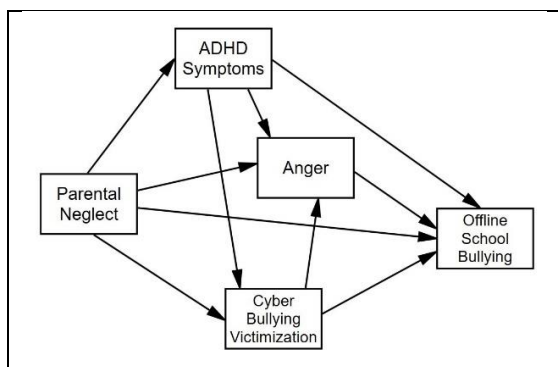 ADHD
Symptoms
Anger
Parental
Neglect
Offline
School
Bullying
Cyber
Bullying
Victimization